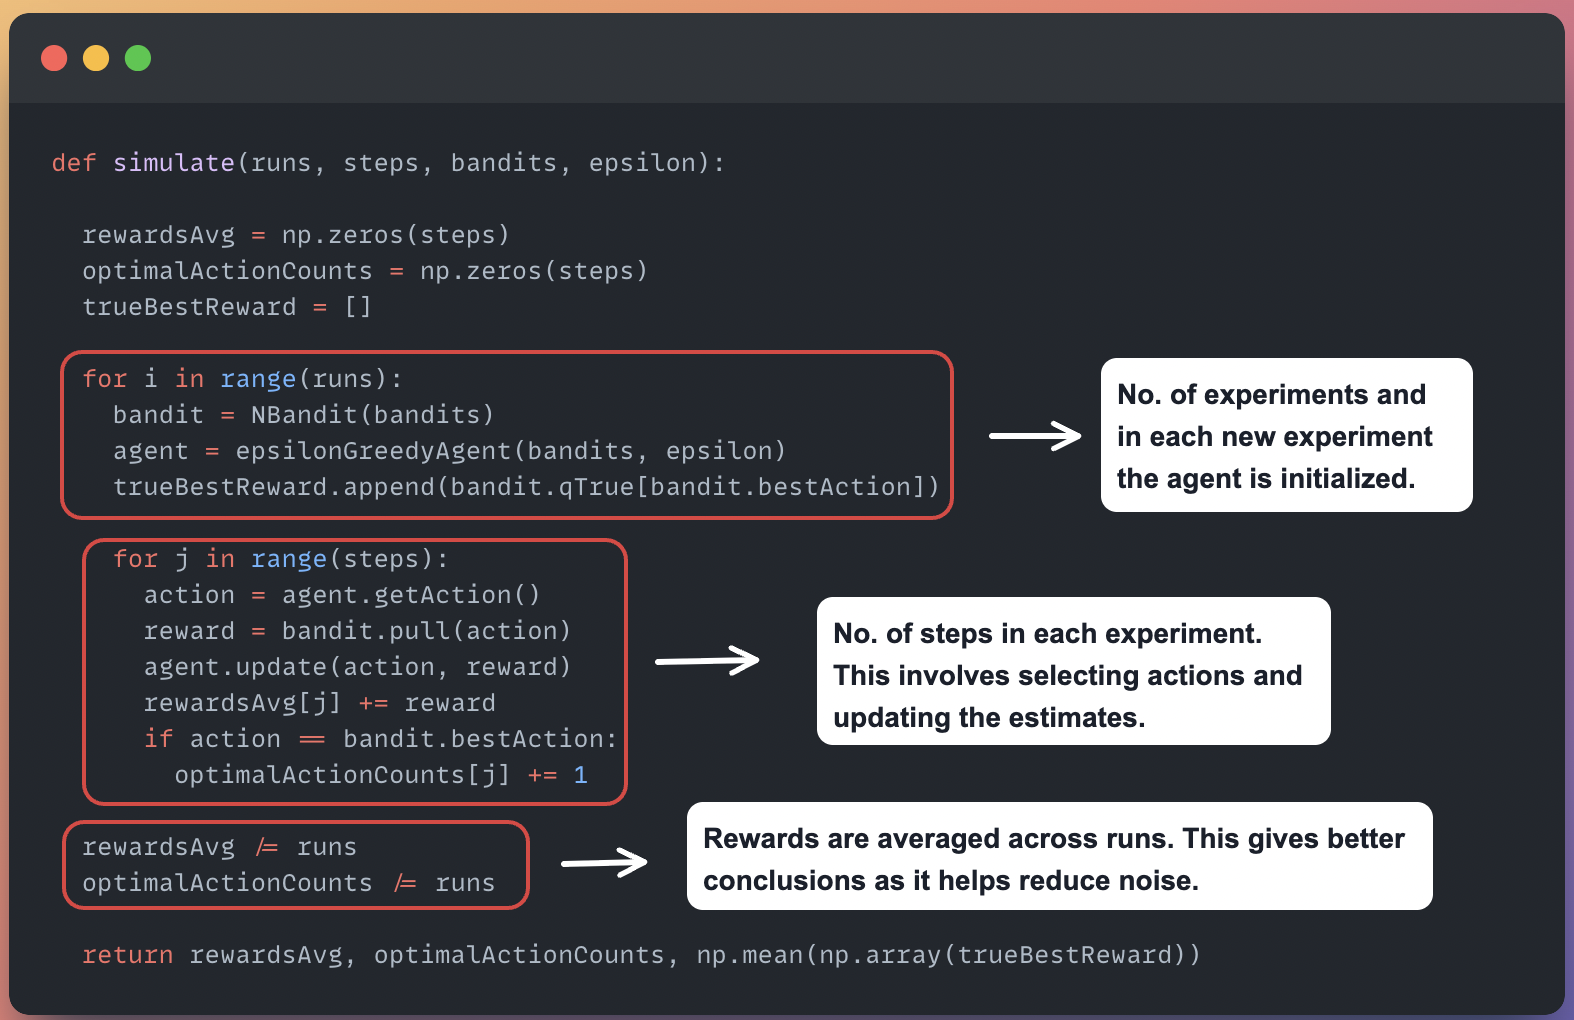 def simulate(runs, steps, bandits, epsilon):
rewardsAvg = np.zeros(steps)
optimalActionCounts = np.zeros(steps)
trueBestReward = []
for i in range(runs):
bandit = NBandit(bandits)
agent = epsilonGreedyAgent(bandits, epsilon)
trueBestReward.append(bandit.qTrue[bandit.bestAction])
No. of experiments and
in each new experiment
the agent is initialized.
for j in range(steps):
action = agent.getAction()
reward = bandit.pull(action)
agent.update(action, reward)
rewardsAvg[j] += reward
if action == bandit.bestAction:
optimalActionCounts[j] += 1
No. of steps in each experiment.
This involves selecting actions and
updating the estimates.
rewardsAvg /= runs
optimalActionCounts /= runs
Rewards are averaged across runs. This gives better
conclusions as it helps reduce noise.
return rewardsAvg, optimalActionCounts, np.mean(np.array(trueBestReward))